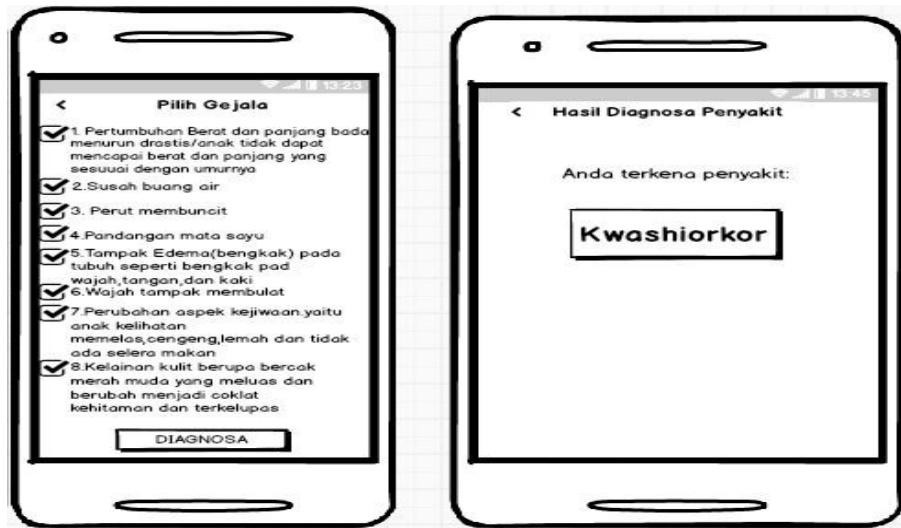 13:23
Pilih Gejala
1. Pertumbuhan Berat dan panjang bada
menurun drastis/anak tidak dapat
mencapai berat dan panjang yang
sesuuai dengan umurnya
2.Susah buang air
3. Perut membuncit
4.Pandangan mata sayu
5.Tampak Edema(bengkak) pada
tubuh seperti bengkak pad
wajah,tangan,dan kaki
6.Wajah tampak membulat
7.Perubahan aspek kejiwaan.yaitu
anak kelihatan
memelas,cengeng,lemah dan tidak
ada selera makan
8.Kelainan kulit berupa bercak
merah muda yang meluas dan
berubah menjadi coklat
kehitaman dan terkelupas
DIAGNOSA
13:45
Hasil Diagnosa Penyakit
Anda terkena penyakit:
Kwashiorkor